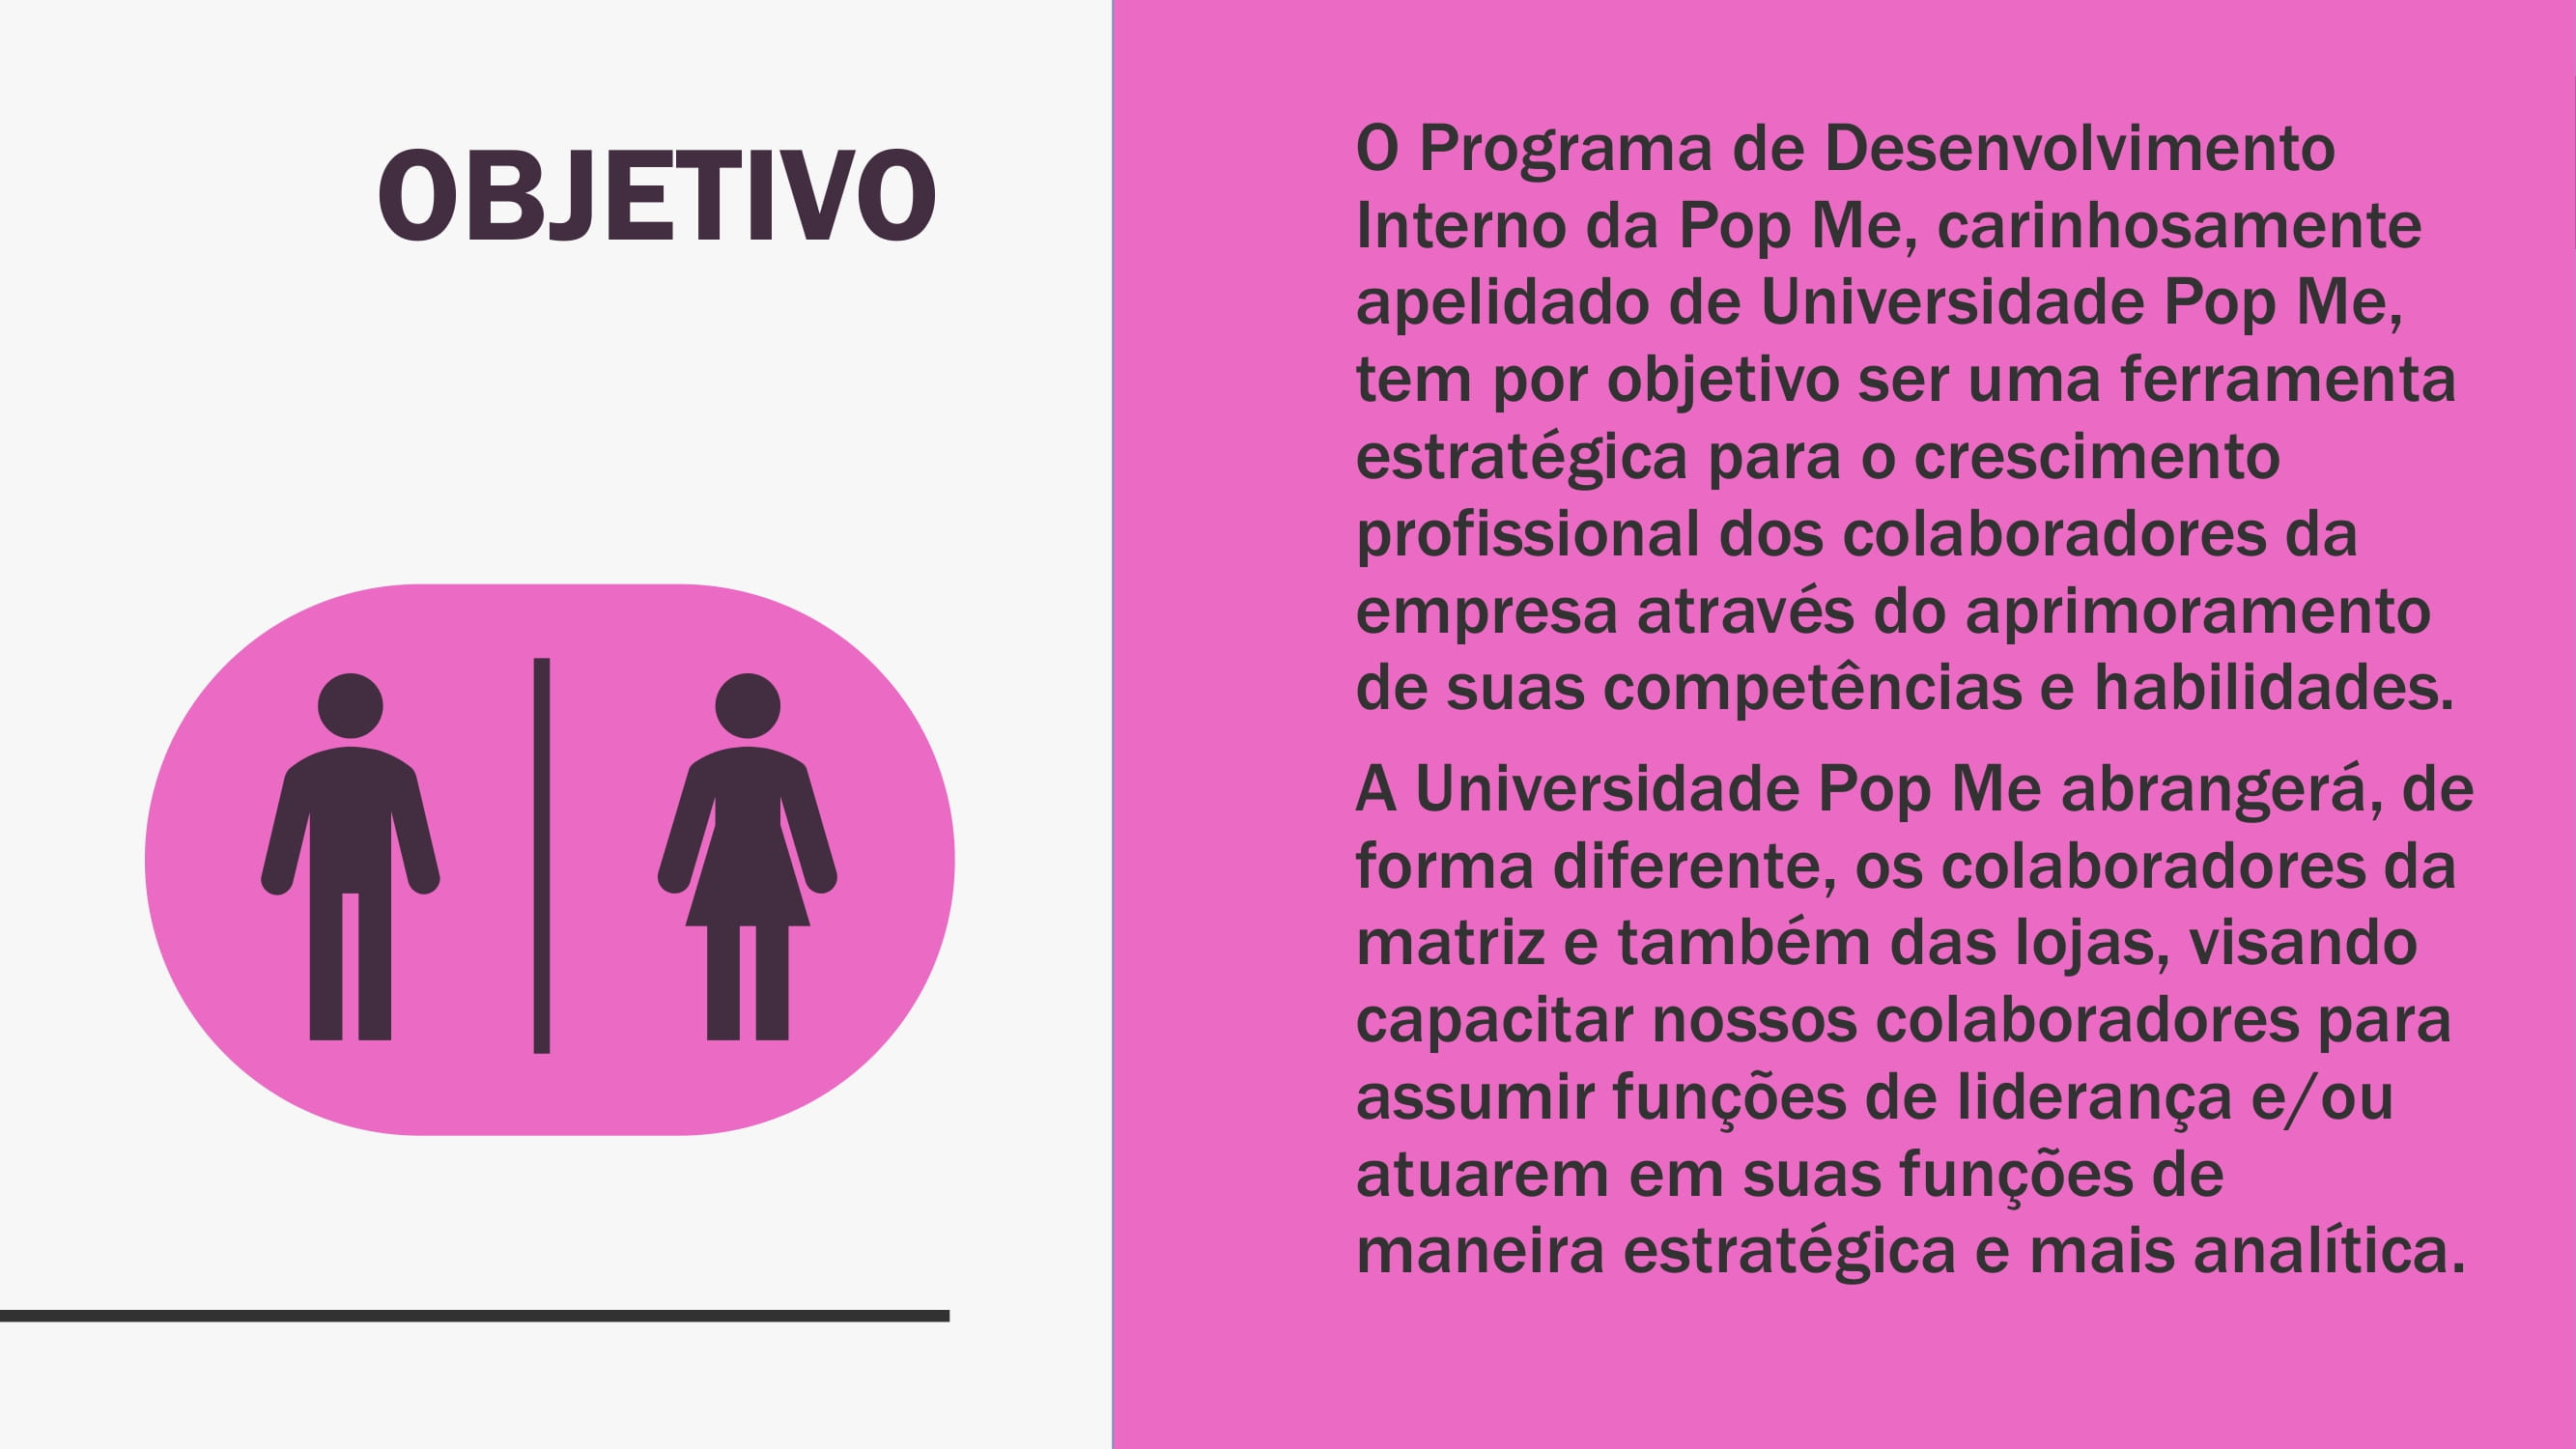 OBJETIVO
O Programa de Desenvolvimento
Interno da Pop Me, carinhosamente
apelidado de Universidade Pop Me,
tem por objetivo ser uma ferramenta
estratégica para o crescimento
profissional dos colaboradores da
empresa através do aprimoramento
de suas competências e habilidades.
A Universidade Pop Me abrangerá, de
forma diferente, os colaboradores da
matriz e também das lojas, visando
capacitar nossos colaboradores para
assumir funções de liderança e/ou
atuarem em suas funções de
maneira estratégica e mais analítica.